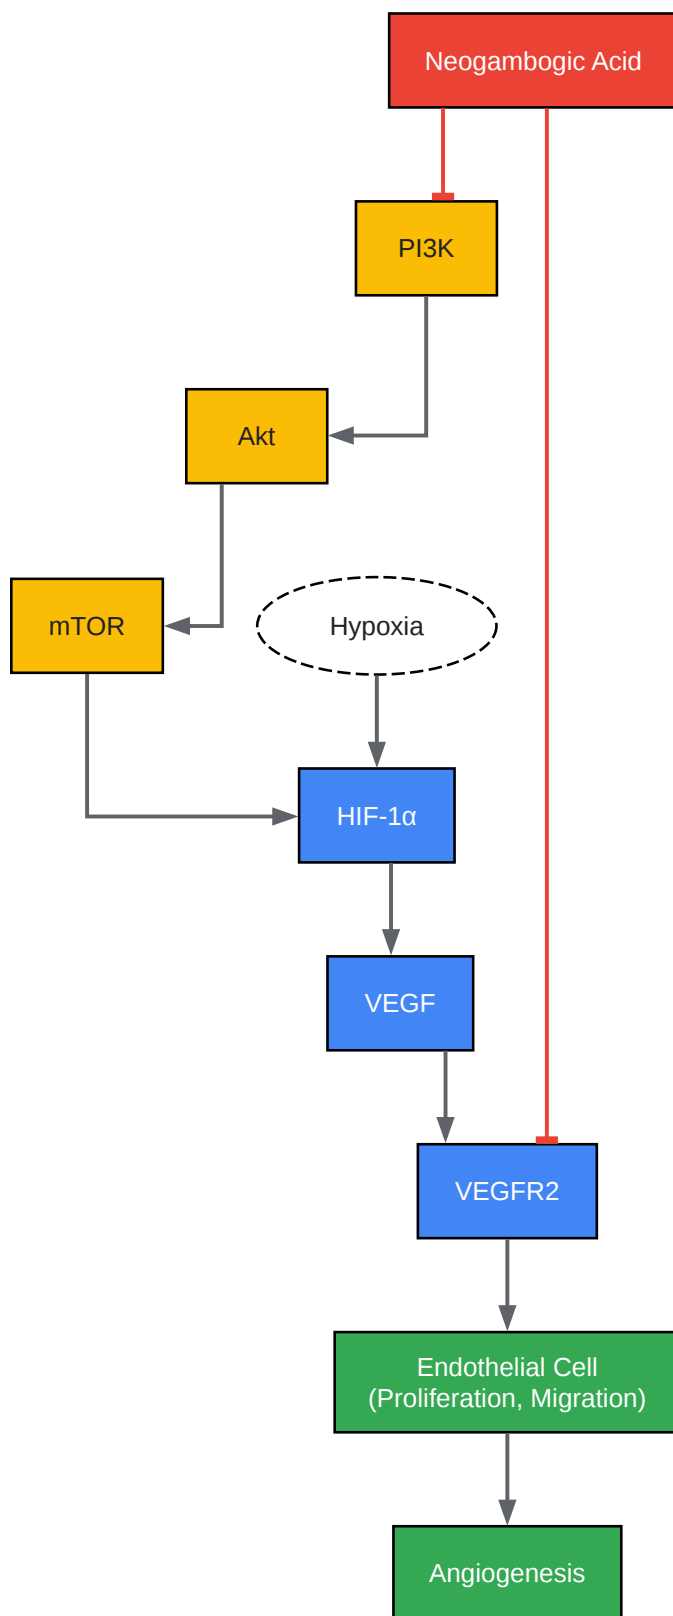 Neogambogic Acid
PI3K
Akt
mTOR
Hypoxia
HIF-1α
VEGF
VEGFR2
Endothelial Cell
(Proliferation, Migration)
Angiogenesis